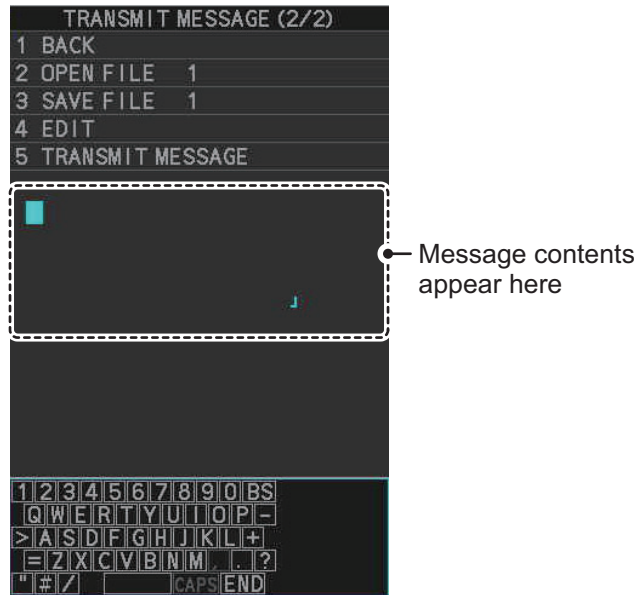 TRANSMIT MESSAGE (2/2)
1 BACK
2 OPEN FILE 1
3 SAVE FILE 1
4 EDIT
5 TRANSMIT MESSAGE
Message contents
appear here
1 2 3 4 5 6 7 8 9 0 BS
Q W E R T Y U I O P -
> A S D F G H J K L +
= Z X C V B N M , . ?
" # / CAPS END